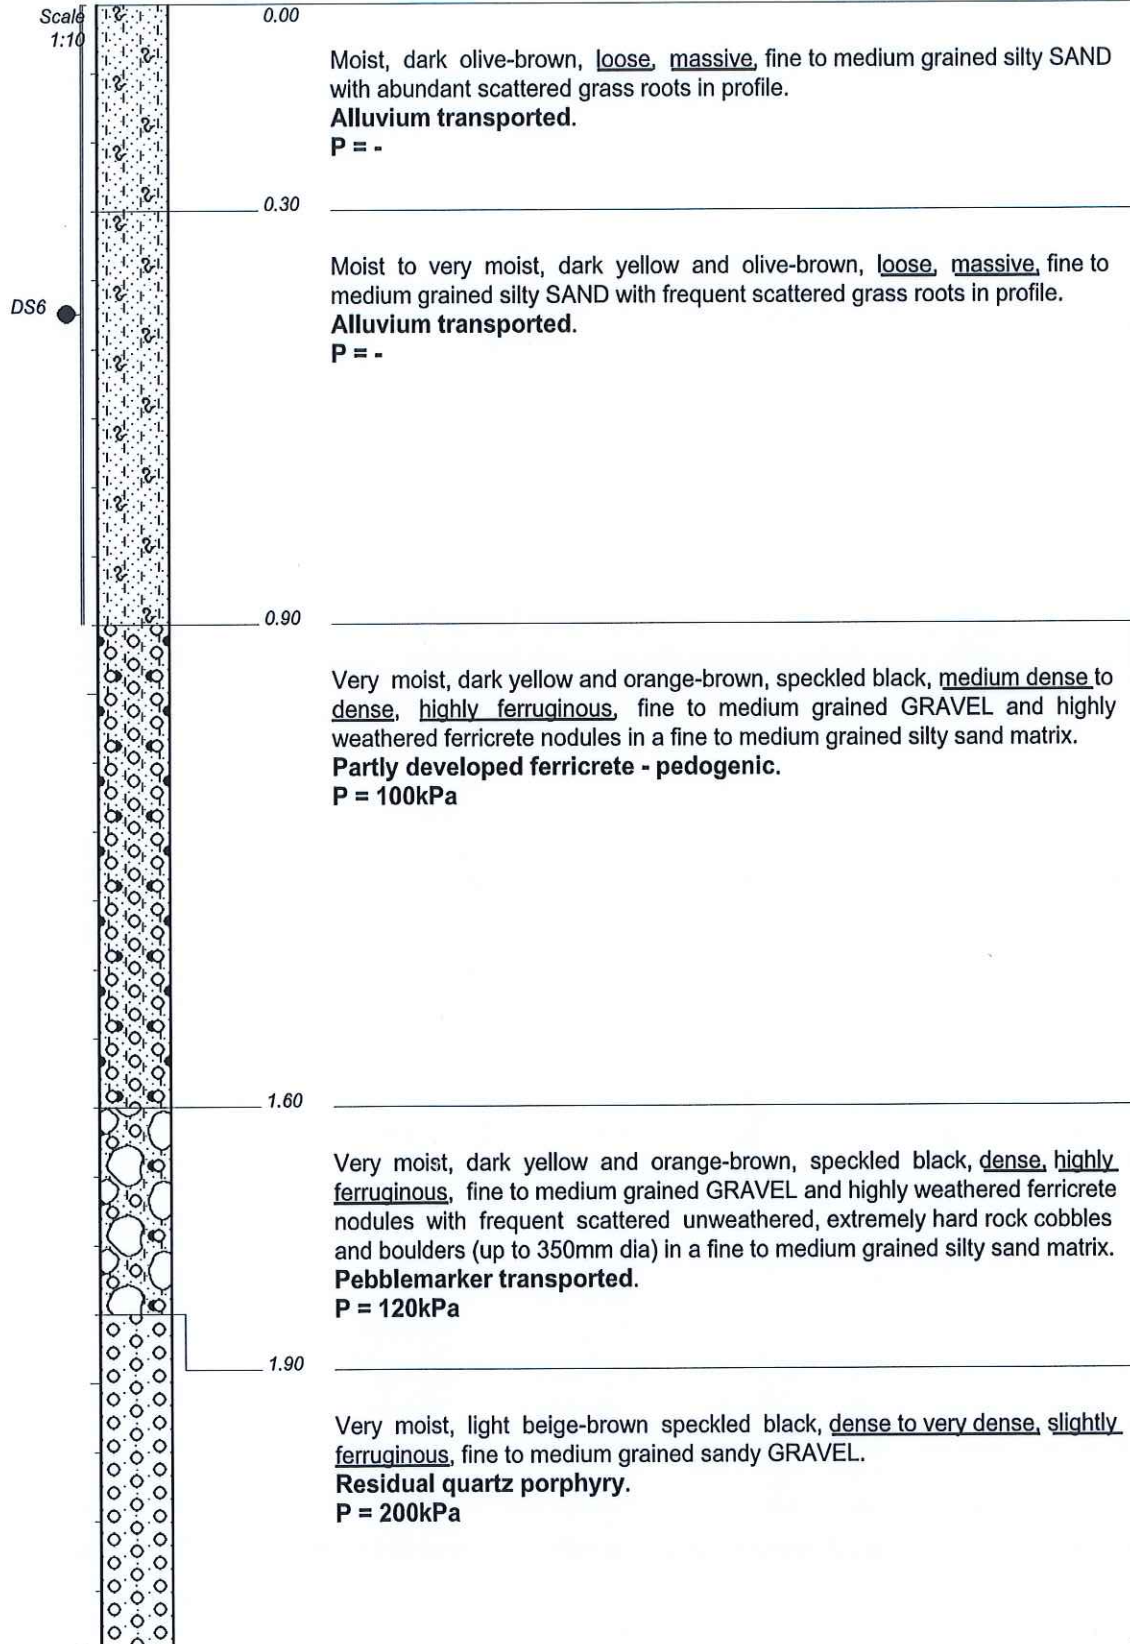 Scale
1:10
0.00
Moist, dark olive-brown, loose, massive, fine to medium grained silty SAND
with abundant scattered grass roots in profile.
Alluvium transported.
P = -
0.30
Moist to very moist, dark yellow and olive-brown, loose, massive, fine to
medium grained silty SAND with frequent scattered grass roots in profile.
DS6
Alluvium transported.
P = -
0.90
Very moist, dark yellow and orange-brown, speckled black, medium dense to
dense, highly ferruginous, fine to medium grained GRAVEL and highly
weathered ferricrete nodules in a fine to medium grained silty sand matrix.
Partly developed ferricrete - pedogenic.
P = 100kPa
1.60
Very moist, dark yellow and orange-brown, speckled black, dense, highly
ferruginous, fine to medium grained GRAVEL and highly weathered ferricrete
nodules with frequent scattered unweathered, extremely hard rock cobbles
and boulders (up to 350mm dia) in a fine to medium grained silty sand matrix.
Pebblemarker transported.
P = 120kPa
1.90
Very moist, light beige-brown speckled black, dense to very dense, slightly
ferruginous, fine to medium grained sandy GRAVEL.
Residual quartz porphyry.
P = 200kPa